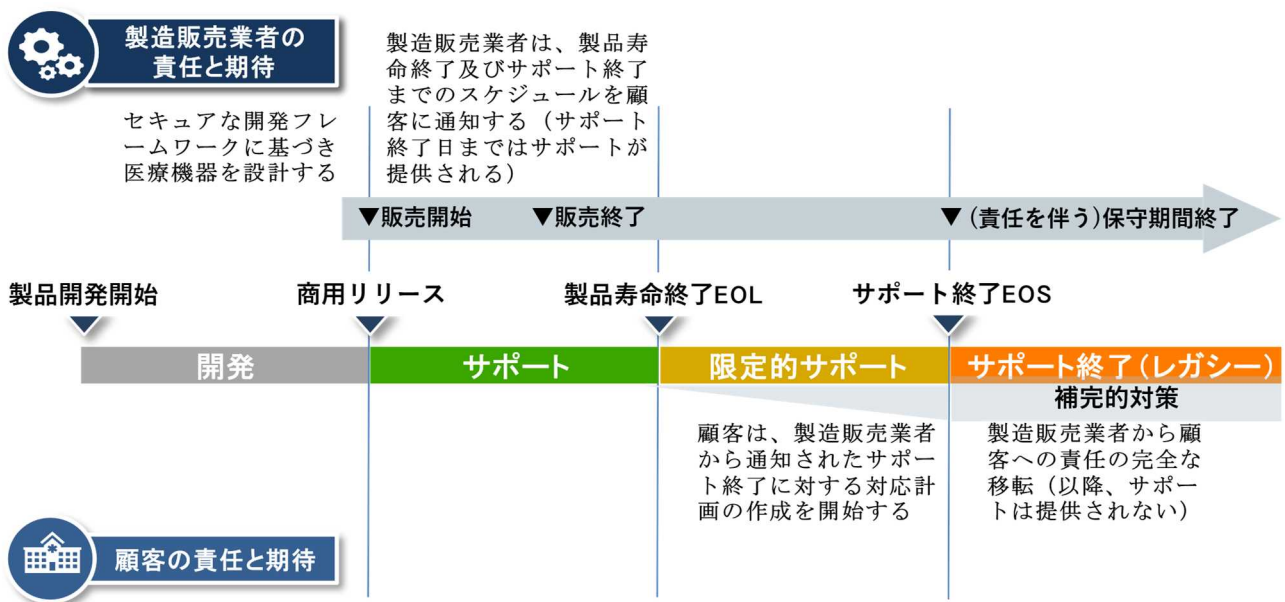 製造販売業者の
責任と期待
セキュアな開発フレ
ームワークに基づき
医療機器を設計する
製造販売業者は、製品寿
命終了及びサポート終了
までのスケジュールを顧
客に通知する（サポート
終了日まではサポートが
提供される）
▼販売開始
▼販売終了
▼(責任を伴う)保守期間終了
製品開発開始
商用リリース
製品寿命終了EOL
サポート終了EOS
開発
サポート
限定的サポート
サポート終了（レガシー）
補完的対策
顧客は、製造販売業者
から通知されたサポー
ト終了に対する対応計
画の作成を開始する
製造販売業者から顧
客への責任の完全な
移転（以降、サポー
トは提供されない）
顧客の責任と期待